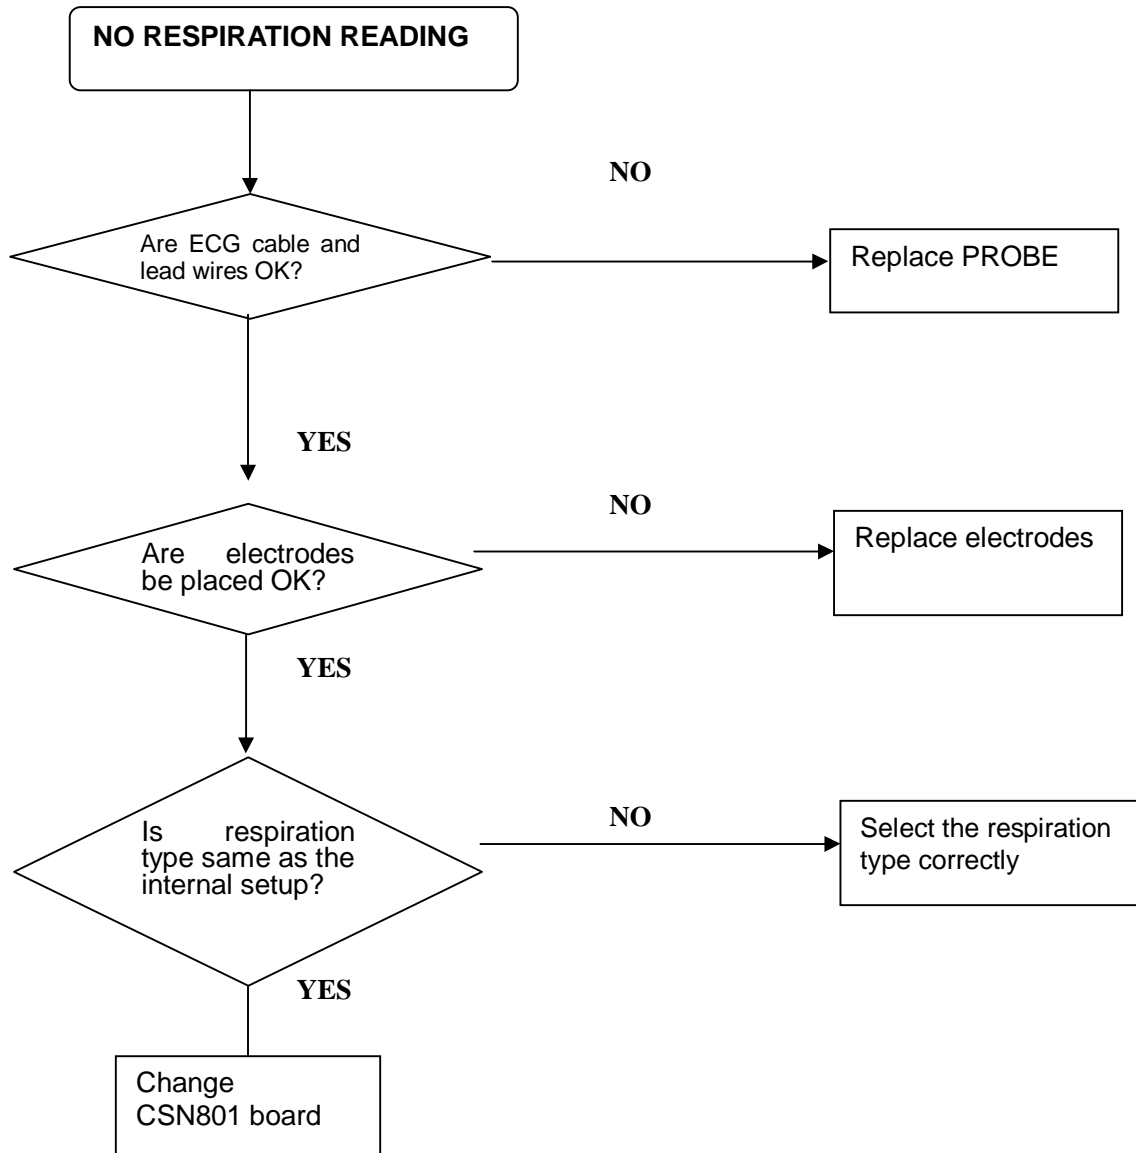 NO RESPIRATION READING
NO
Are ECG cable and
lead wires OK?
Replace PROBE
YES
NO
Are electrodes
be placed OK?
Replace electrodes
YES
NO
Is respiration
type same as the
internal setup?
Select the respiration
type correctly
YES
Change
CSN801 board